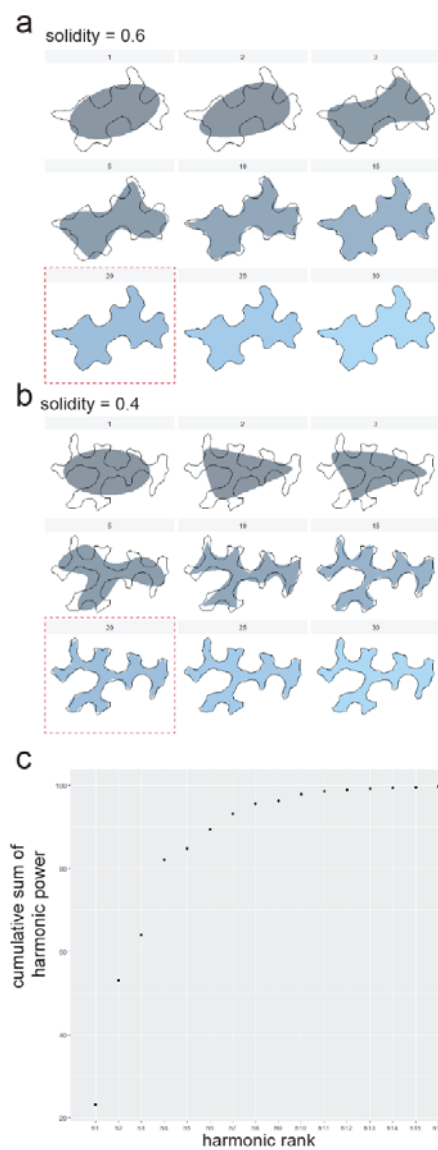 a
solidity = 0.6
1 2 3
5 10 15
20 25 30
b
solidity = 0.4
1 2 3
5 10 15
20 25 30
c
100
80
60
40
20
cumulative sum of
harmonic power
harmonic rank